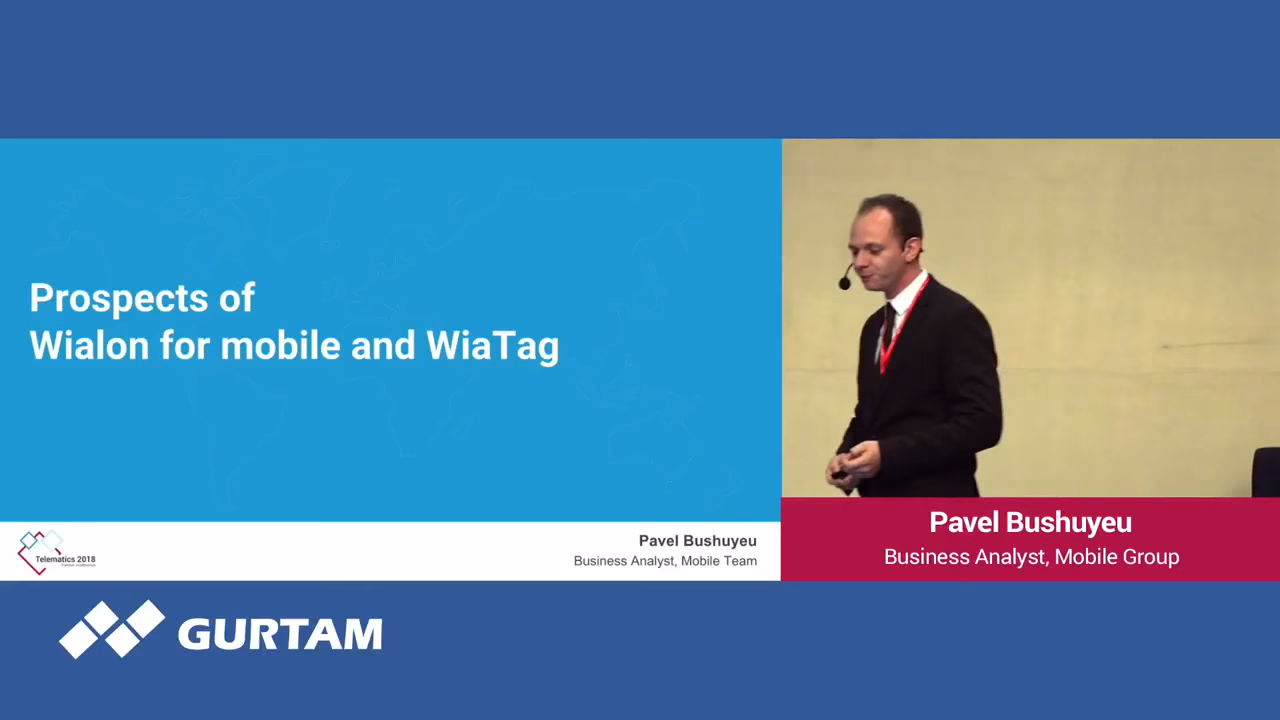 Prospects of
Wialon for mobile and WiaTag
Telematics 2018
Pavel Bushuyeu
Business Analyst, Mobile Team
Pavel Bushuyeu
Business Analyst, Mobile Group
GURTAM